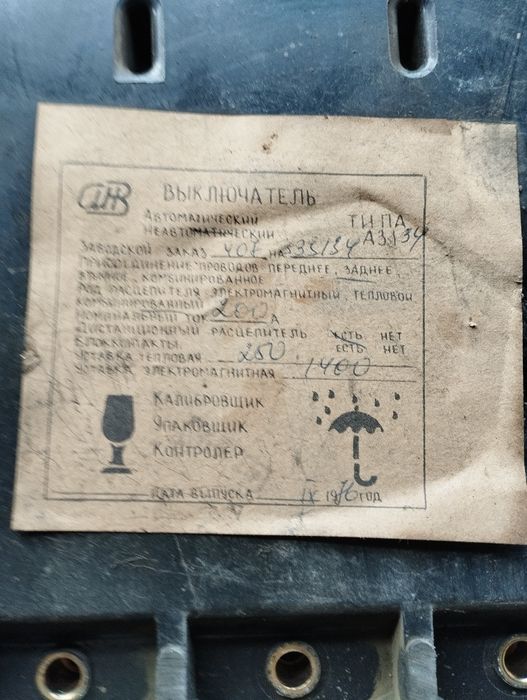 ВЫКЛЮЧАТЕЛЬ
АВТОМАТИЧЕСКИЙ ТИПА
НЕАВТОМАТИЧЕСКИЙ А3134
ЗАВОДСКОЙ ЗАКАЗ 407 НА 535134
ПРИСОЕДИНЕНИЕ ПРОВОДОВ ПЕРЕДНЕЕ, ЗАДНЕЕ,
ВТЫЧНОЕ, КОМБИНИРОВАННОЕ
РОД РАСЦЕПИТЕЛЯ ЭЛЕКТРОМАГНИТНЫЙ, ТЕПЛОВОЙ
КОМБИНИРОВАННЫЙ
НОМИНАЛЬНЫЙ ТОК 200 А
ДИСТАНЦИОННЫЙ РАСЦЕПИТЕЛЬ ЕСТЬ НЕТ
БЛОККОНТАКТЫ ЕСТЬ НЕТ
УСТАВКА ТЕПЛОВАЯ 250
УСТАВКА ЭЛЕКТРОМАГНИТНАЯ 1400
КАЛИБРОВЩИК
УПАКОВЩИК
КОНТРОЛЕР
ДАТА ВЫПУСКА IX 1976 ГОД